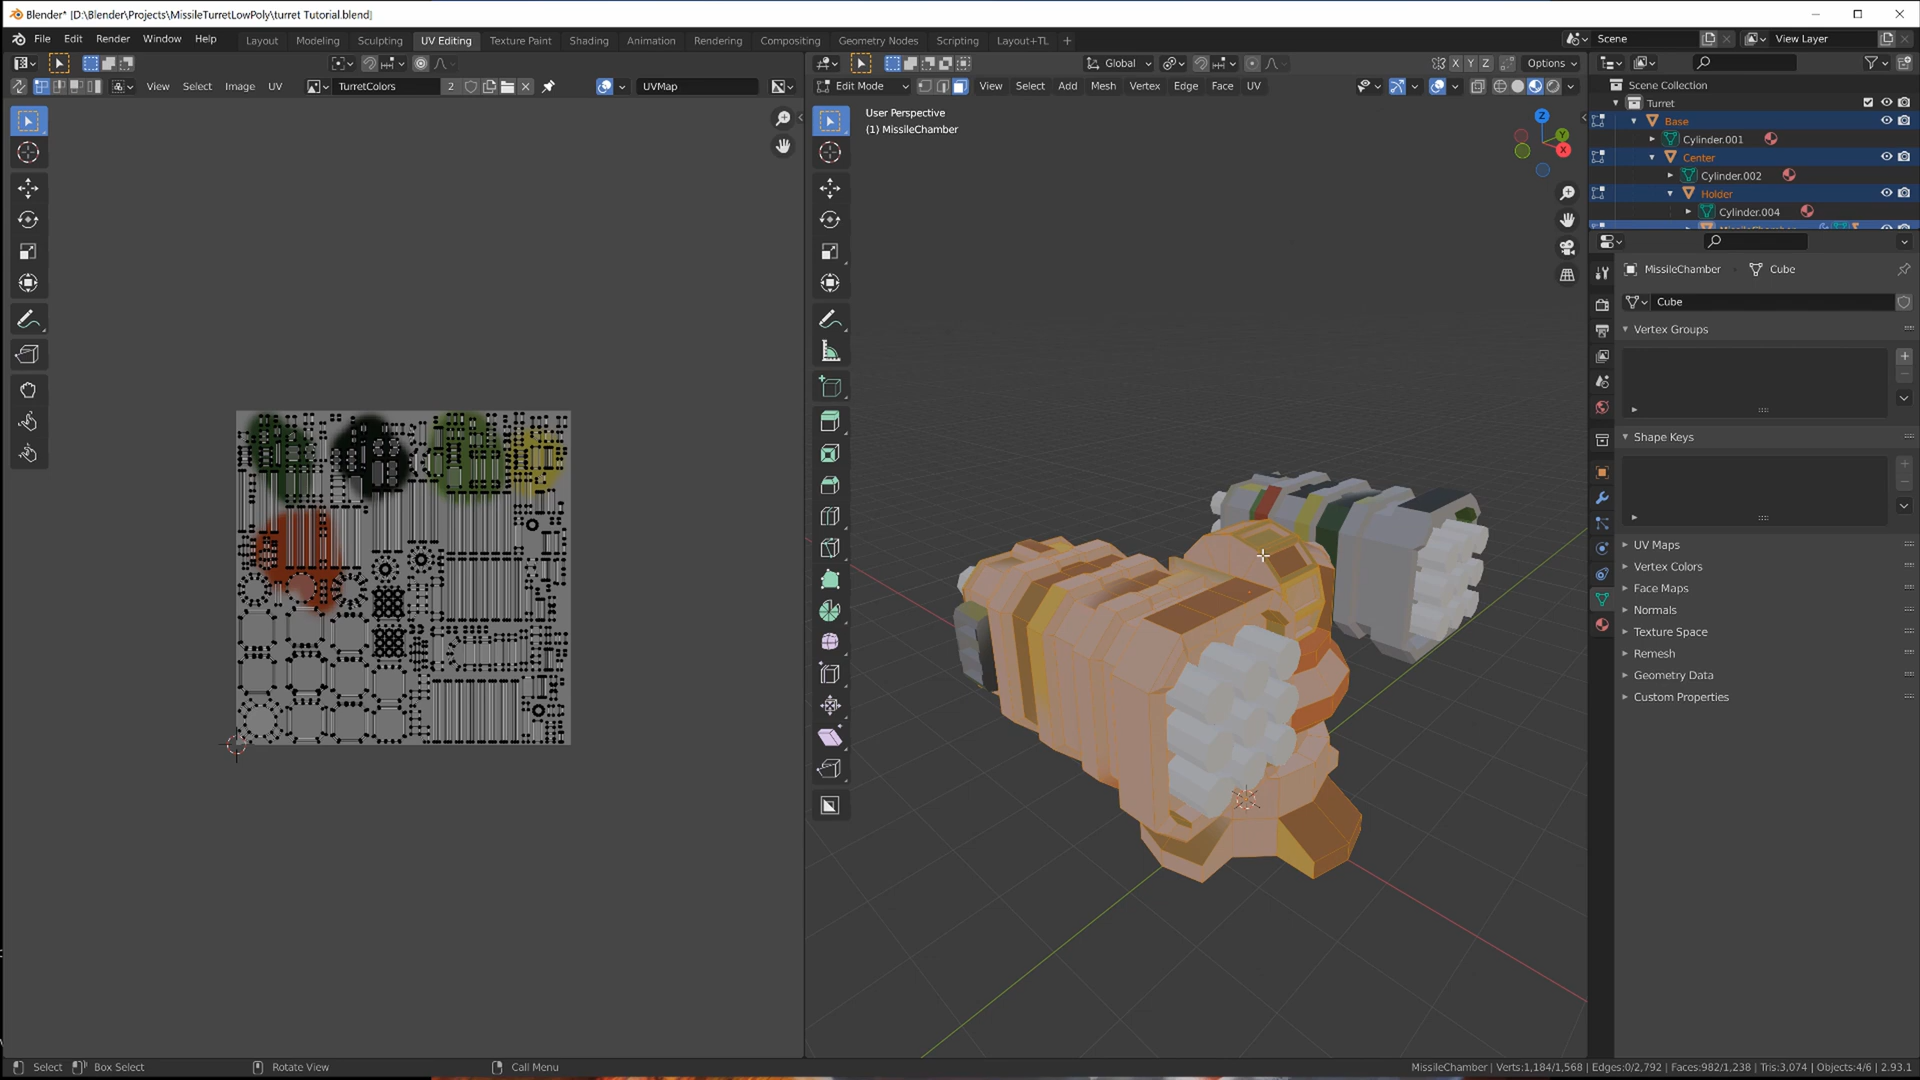 Blender* [D:\Blender\Projects\MissileTurretLowPoly\turret Tutorial.blend]
File Edit Render Window Help
Layout Modeling Sculpting UV Editing Texture Paint Shading Animation Rendering Compositing Geometry Nodes Scripting Layout+TL +
Scene
View Layer
Global
X Y Z
Options
View Select Image UV
TurretColors 2
UVMap
Edit Mode
View Select Add Mesh Vertex Edge Face UV
Scene Collection
Turret
Base
Cylinder.001
Center
Cylinder.002
Holder
Cylinder.004
User Perspective
(1) MissileChamber
Z
Y
X
MissileChamber
Cube
Cube
Vertex Groups
Shape Keys
UV Maps
Vertex Colors
Face Maps
Normals
Texture Space
Remesh
Geometry Data
Custom Properties
Select
Box Select
Rotate View
Call Menu
MissileChamber | Verts:1,184/1,568 | Edges:0/2,792 | Faces:982/1,238 | Tris:3,074 | Objects:4/6 | 2.93.1